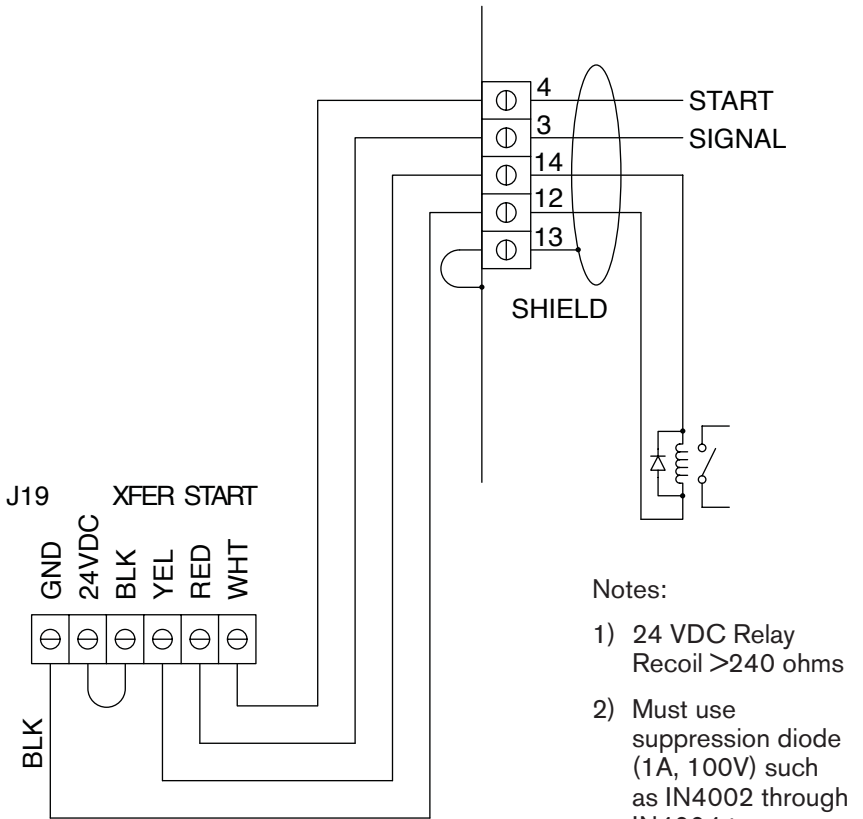 4
START
3
SIGNAL
14
12
13
SHIELD
J19 XFER START
GND
24VDC
BLK
YEL
RED
WHT
BLK
Notes:
1) 24 VDC Relay
Recoil >240 ohms
2) Must use
suppression diode
(1A, 100V) such
as IN4002 through